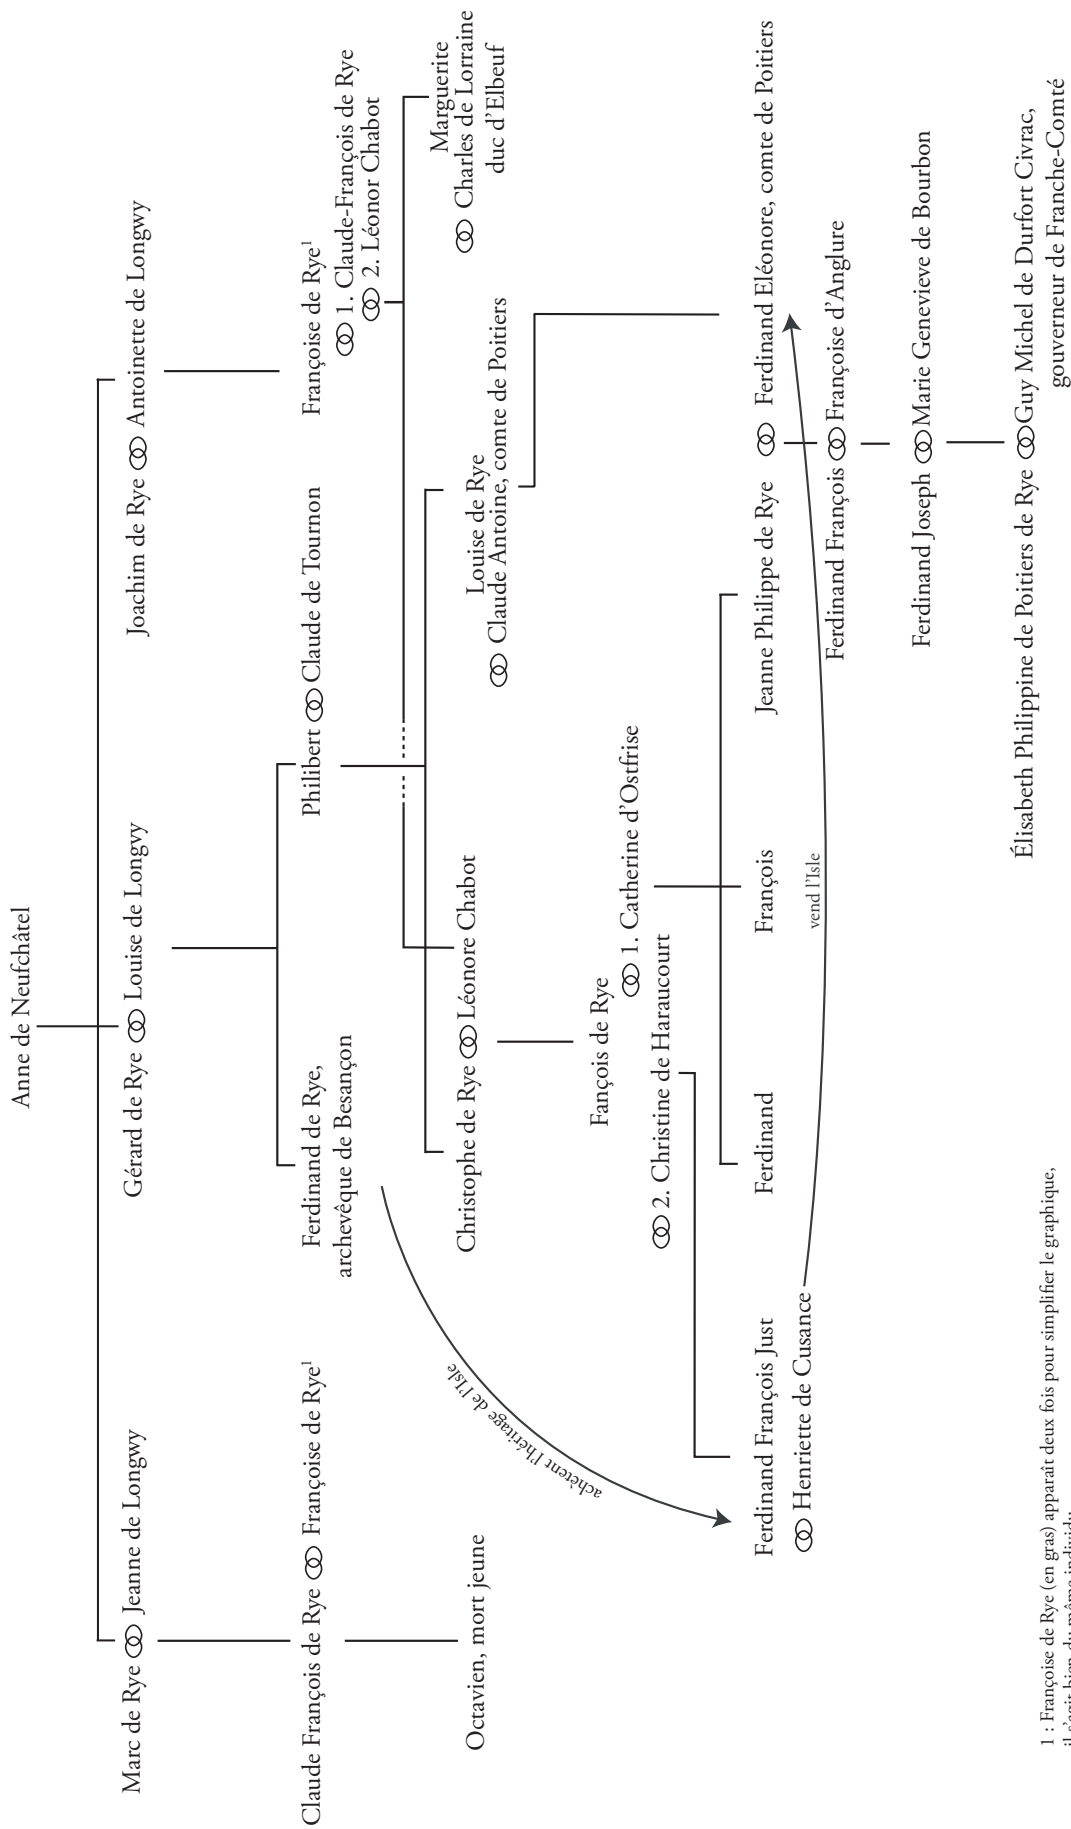 Anne de Neufchâtel
Marc de Rye Jeanne de Longwy
Gérard de Rye Louise de Longvy
Joachim de Rye Antoinette de Longwy
Claude François de Rye Françoise de Rye¹
Ferdinand de Rye,
archevêque de Besançon
Philibert Claude de Tournon
Françoise de Rye¹
1. Claude-François de Rye
2. Léonor Chabot
Octavien, mort jeune
achètent l'héritage de l'Isle
Christophe de Rye Léonore Chabot
Louise de Rye
Claude Antoine, comte de Poitiers
Marguerite
Charles de Lorraine
duc d'Elbeuf
Fançois de Rye
1. Catherine d'Ostfrise
2. Christine de Haraucourt
Ferdinand François Just
Henriette de Cusance
Ferdinand
François
Jeanne Philippe de Rye Ferdinand Eléonore, comte de Poitiers
vend l'Isle
Ferdinand François Françoise d'Anglure
Ferdinand Joseph Marie Genevieve de Bourbon
Élisabeth Philippine de Poitiers de Rye Guy Michel de Durfort Civrac,
gouverneur de Franche-Comté
1 : Françoise de Rye (en gras) apparaît deux fois pour simplifier le graphique,
il s'agit bien du même individu